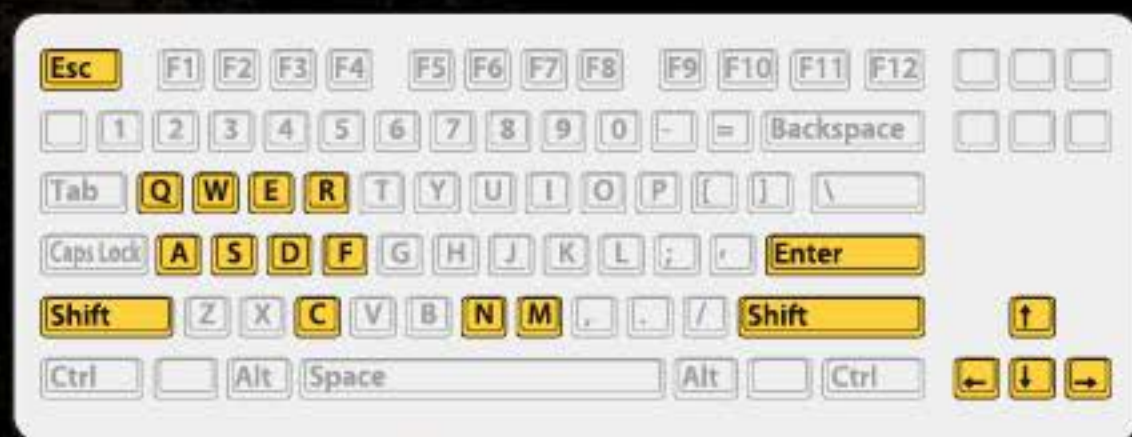 Esc F1 F2 F3 F4 F5 F6 F7 F8 F9 F10 F11 F12
1 2 3 4 5 6 7 8 9 0 - = Backspace
Tab Q W E R T Y U I O P [ ] \
Caps Lock A S D F G H J K L ; ' Enter
Shift Z X C V B N M , . / Shift ↑
Ctrl Alt Space Alt Ctrl ← ↓ →